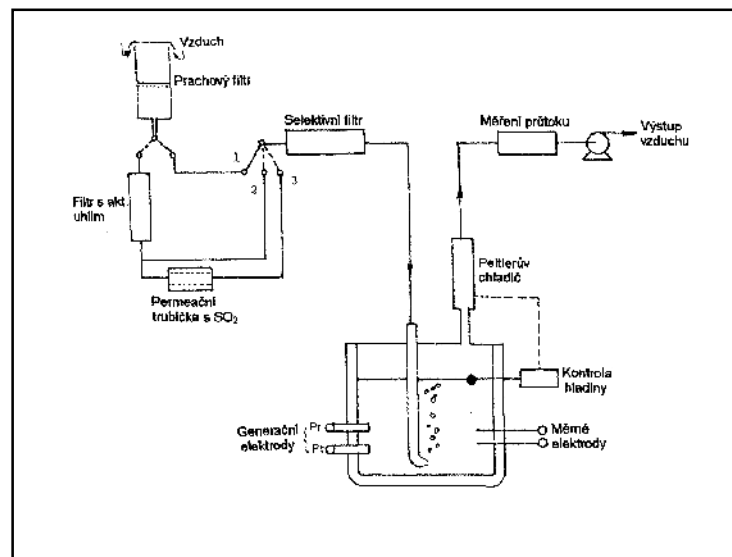 Vzduch
Prachový filtr
Selektivní filtr
Měření průtoku
Výstup
vzduchu
1
2
3
Filtr s akt.
uhlím
Permeační
trubička s SO₂
Peltierův
chladič
Kontrola
hladiny
Generační
elektrody
Pt
Měrné
elektrody